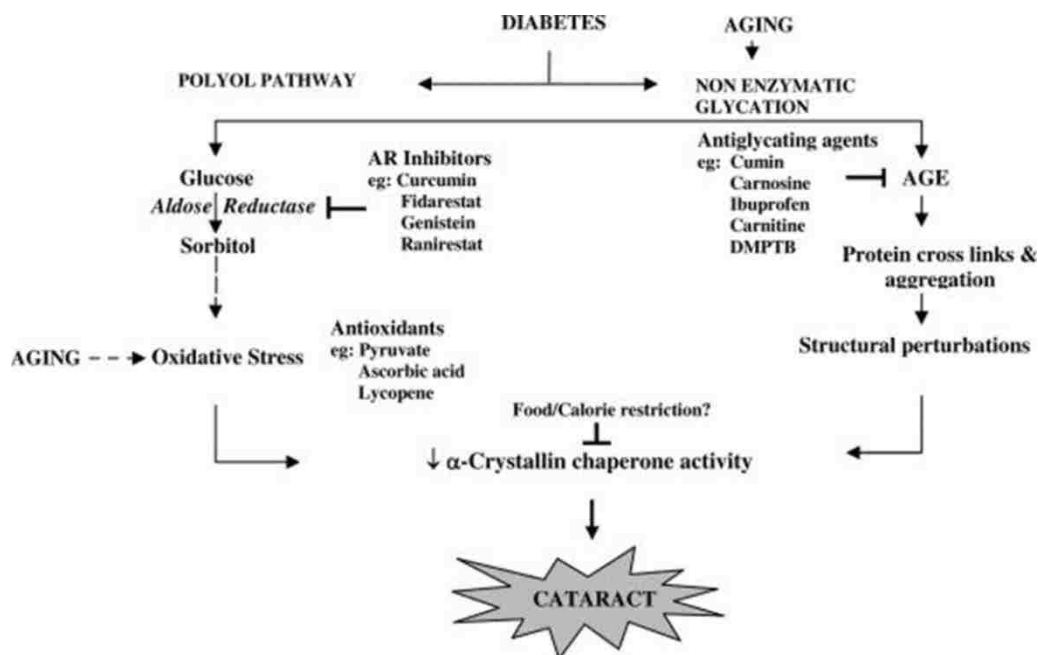 DIABETES
AGING
POLYOL PATHWAY
NON ENZYMATIC
GLYCATION
Glucose
Aldose Reductase
Sorbitol
AR Inhibitors
eg: Curcumin
Fidarestat
Genistein
Ranirestat
Antiglycating agents
eg: Cumin
Carnosine
Ibuprofen
Carnitine
DMPTB
AGE
Protein cross links &
aggregation
Structural perturbations
AGING
Oxidative Stress
Antioxidants
eg: Pyruvate
Ascorbic acid
Lycopene
Food/Calorie restriction?
↓ α-Crystallin chaperone activity
CATARACT